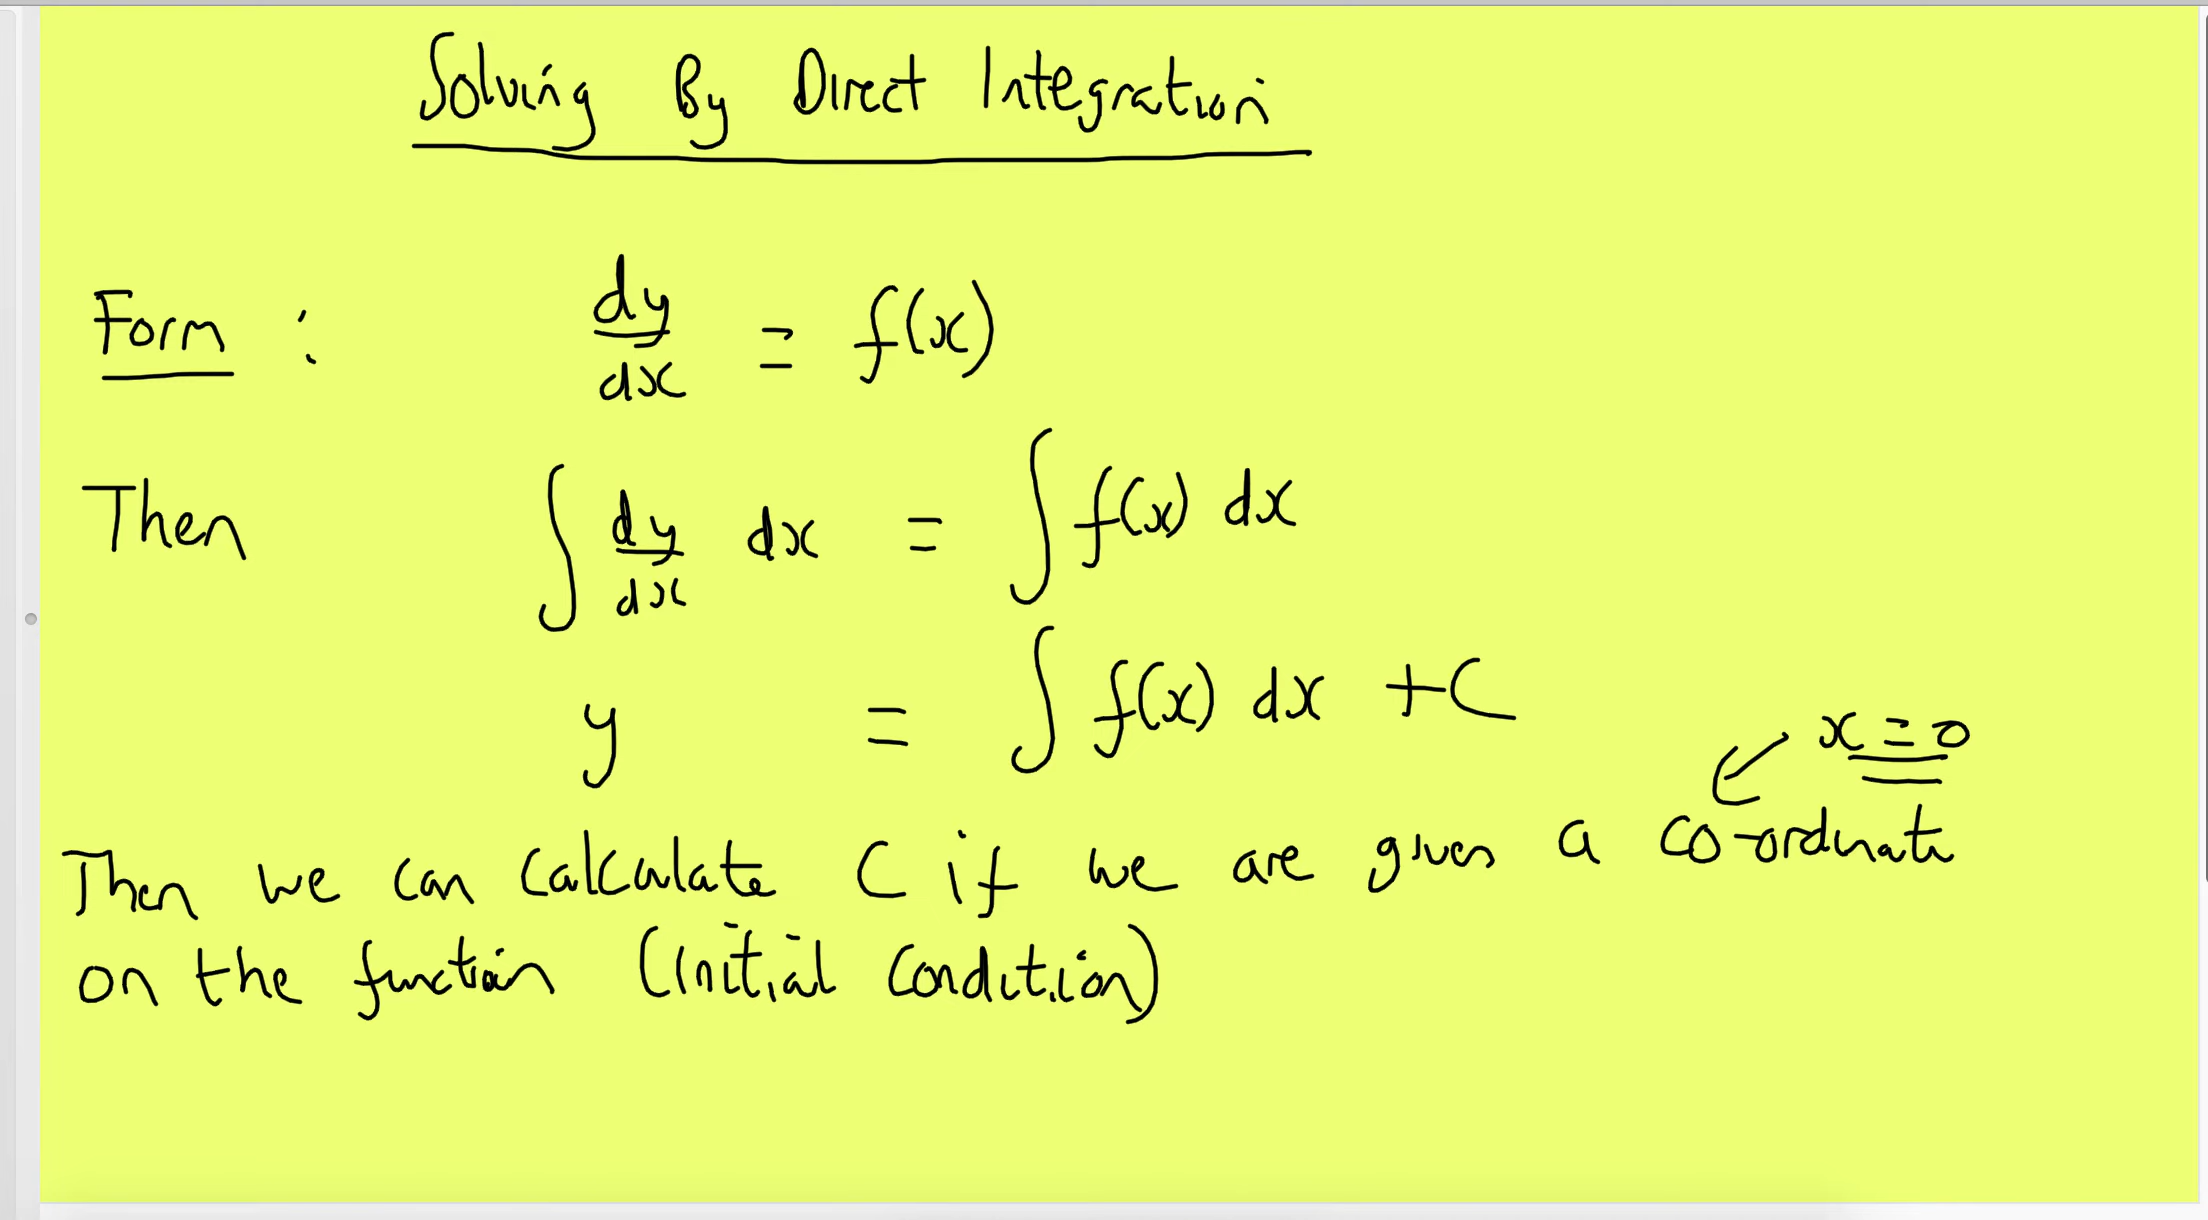 Solving By Direct Integration
Form : dy/dx = f(x)
Then ∫ dy/dx dx = ∫ f(x) dx
y = ∫ f(x) dx + C
x = 0
Then we can calculate C if we are given a co-ordinate
on the function (initial condition)